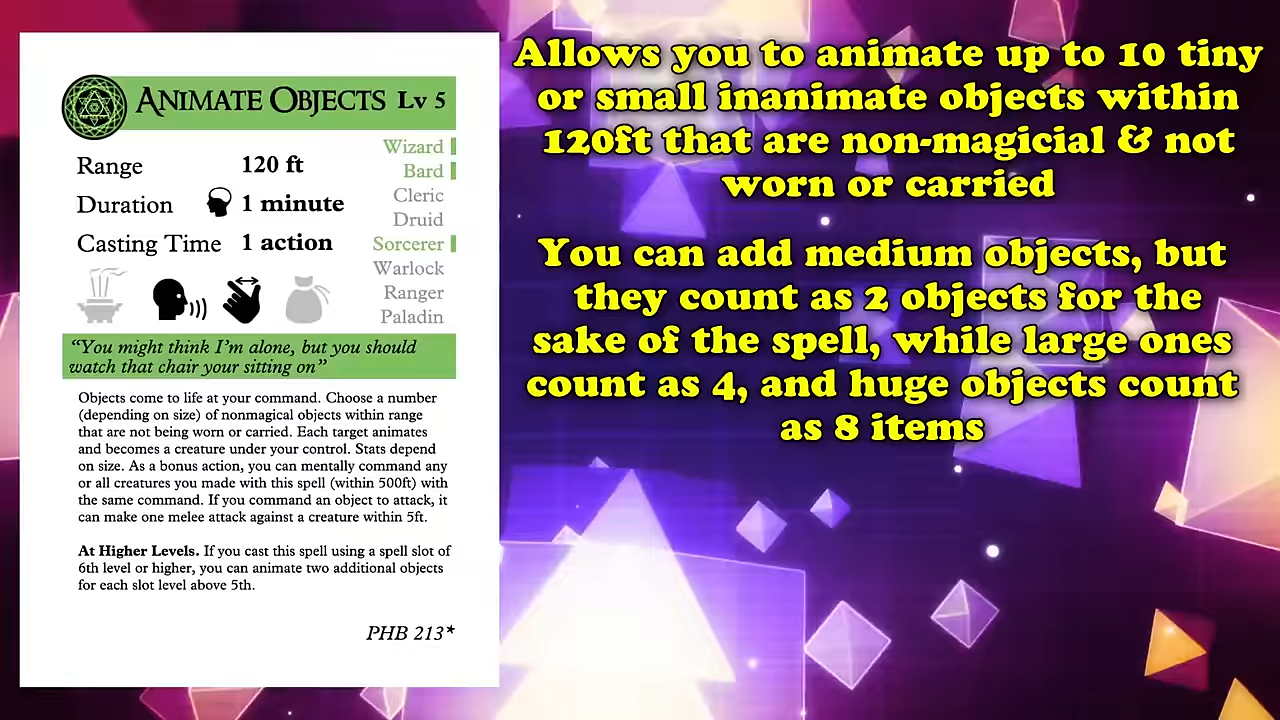 ANIMATE OBJECTS Lv 5
Range 120 ft
Duration 1 minute
Casting Time 1 action
Wizard
Bard
Cleric
Druid
Sorcerer
Warlock
Ranger
Paladin
“You might think I’m alone, but you should
watch that chair your sitting on”
Objects come to life at your command. Choose a number
(depending on size) of nonmagical objects within range
that are not being worn or carried. Each target animates
and becomes a creature under your control. Stats depend
on size. As a bonus action, you can mentally command any
or all creatures you made with this spell (within 500ft) with
the same command. If you command an object to attack, it
can make one melee attack against a creature within 5ft.
At Higher Levels. If you cast this spell using a spell slot of
6th level or higher, you can animate two additional objects
for each slot level above 5th.
PHB 213*
Allows you to animate up to 10 tiny
or small inanimate objects within
120ft that are non-magicial & not
worn or carried
You can add medium objects, but
they count as 2 objects for the
sake of the spell, while large ones
count as 4, and huge objects count
as 8 items